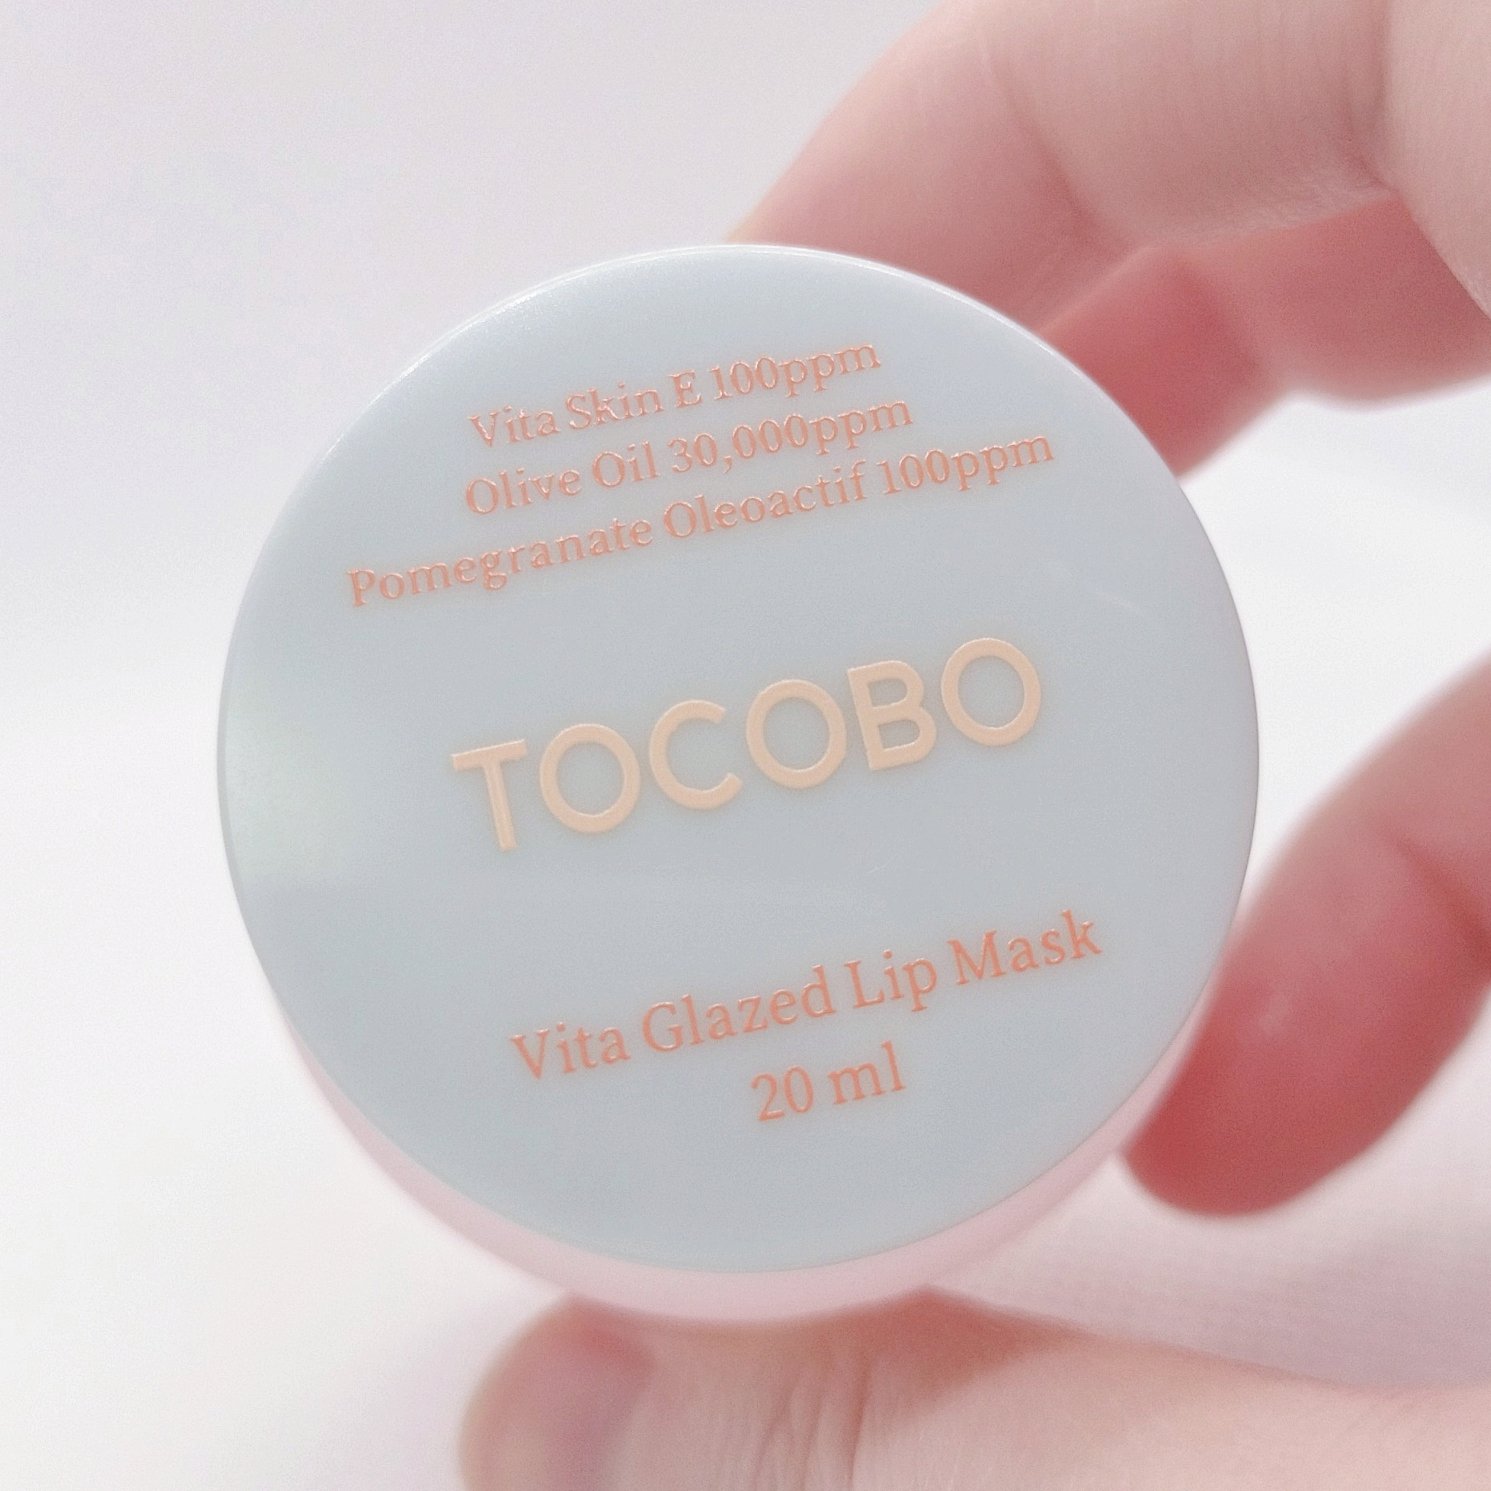 Vita Skin E 100ppm
Olive Oil 30,000ppm
Pomegranate Oleoactif 100ppm
TOCOBO
Vita Glazed Lip Mask
20 ml